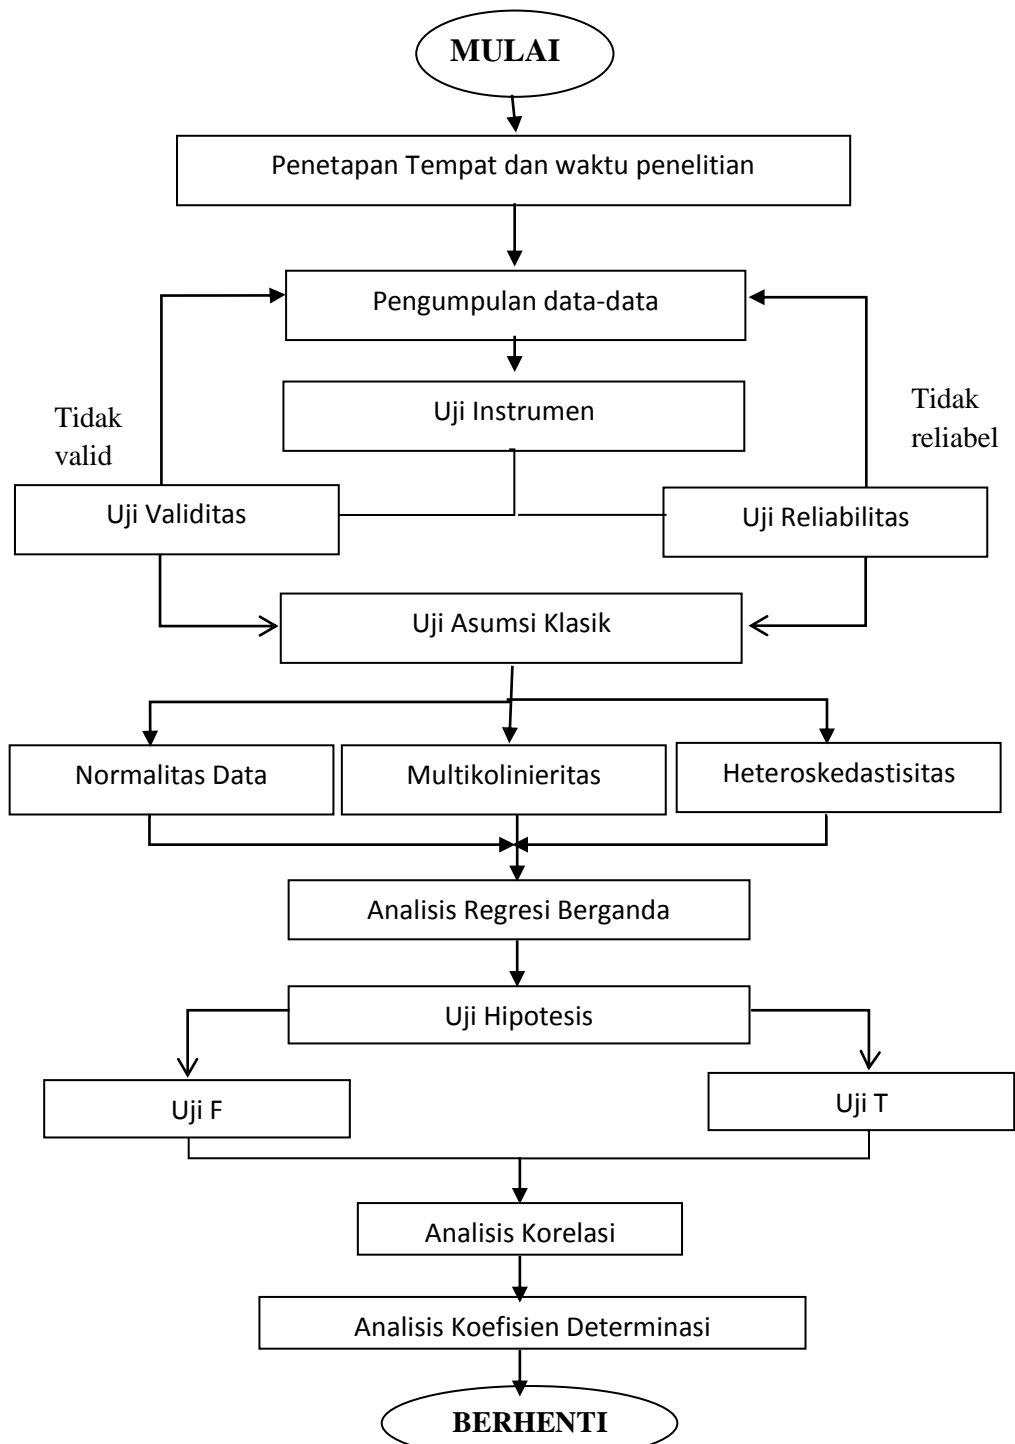 MULAI
Penetapan Tempat dan waktu penelitian
Pengumpulan data-data
Uji Instrumen
Tidak
valid
Tidak
reliabel
Uji Validitas
Uji Reliabilitas
Uji Asumsi Klasik
Normalitas Data
Multikolinieritas
Heteroskedastisitas
Analisis Regresi Berganda
Uji Hipotesis
Uji F
Uji T
Analisis Korelasi
Analisis Koefisien Determinasi
BERHENTI